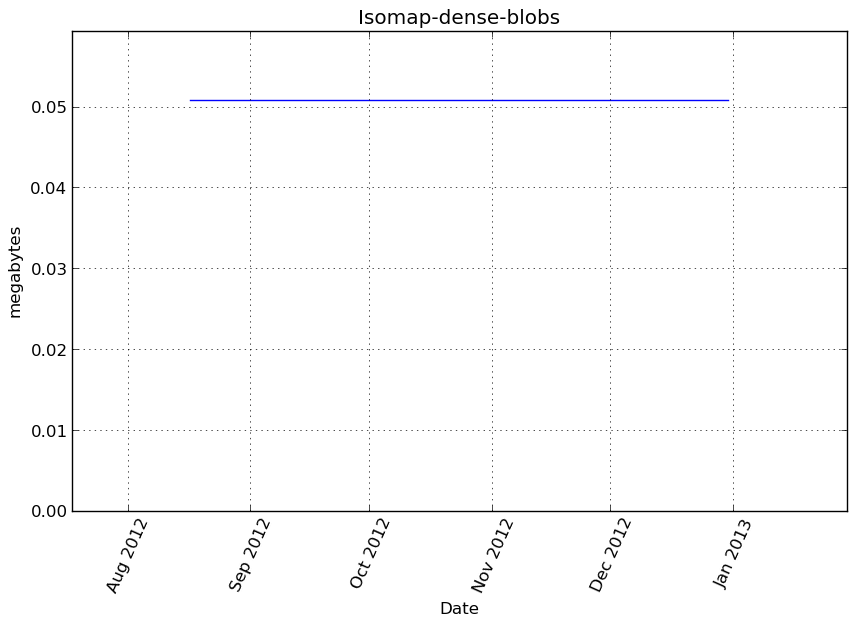 Isomap-dense-blobs
megabytes
0.05
0.04
0.03
0.02
0.01
0.00
Aug 2012
Sep 2012
Oct 2012
Nov 2012
Dec 2012
Jan 2013
Date